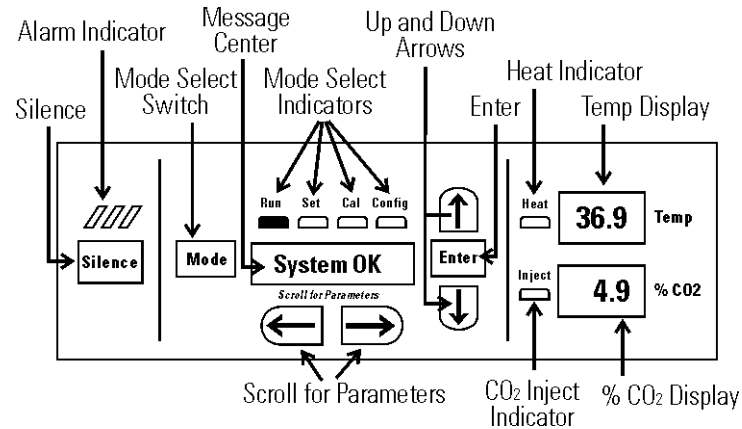 Alarm Indicator
Message
Center
Up and Down
Arrows
Mode Select
Switch
Mode Select
Indicators
Heat Indicator
Silence
Enter
Temp Display
Run Set Cal Config
Heat
36.9 Temp
Silence
Mode
System OK
Enter
Inject
4.9 % CO2
Scroll for Parameters
Scroll for Parameters
CO2 Inject
Indicator
% CO2 Display